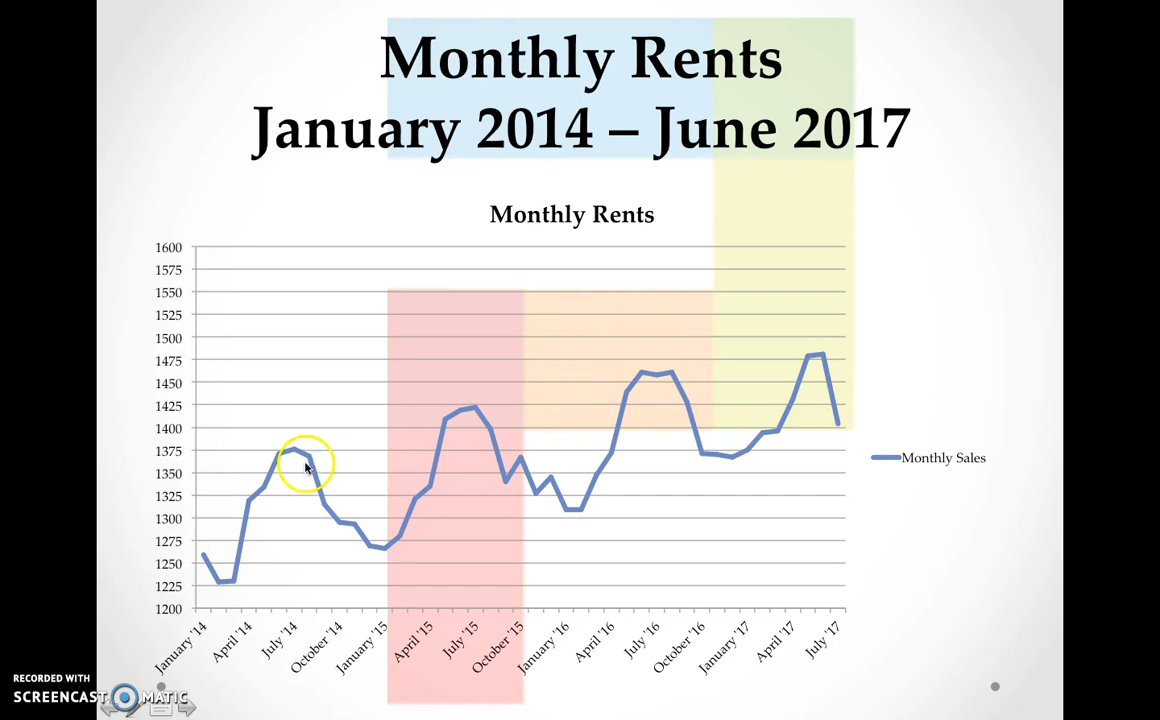 Monthly Rents
January 2014 – June 2017
Monthly Rents
1600
1575
1550
1525
1500
1475
1450
1425
1400
1375
1350
1325
1300
1275
1250
1225
1200
January '14
April '14
July '14
October '14
January '15
April '15
July '15
October '15
January '16
April '16
July '16
October '16
January '17
April '17
July '17
Monthly Sales
RECORDED WITH
SCREENCAST MATIC